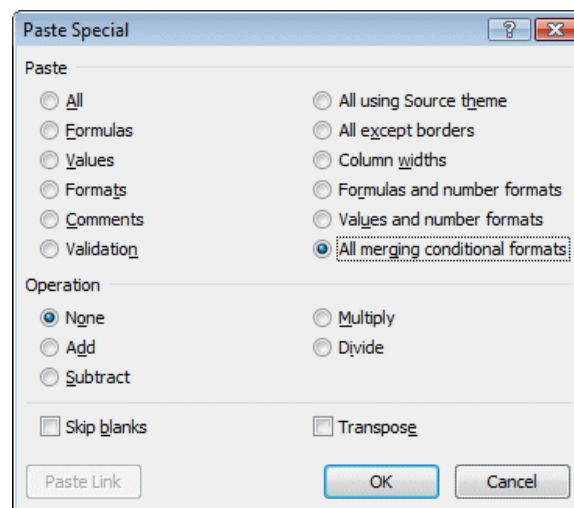 Paste Special
Paste
All
All using Source theme
Formulas
All except borders
Values
Column widths
Formats
Formulas and number formats
Comments
Values and number formats
Validation
All merging conditional formats
Operation
None
Multiply
Add
Divide
Subtract
Skip blanks
Transpose
Paste Link
OK
Cancel